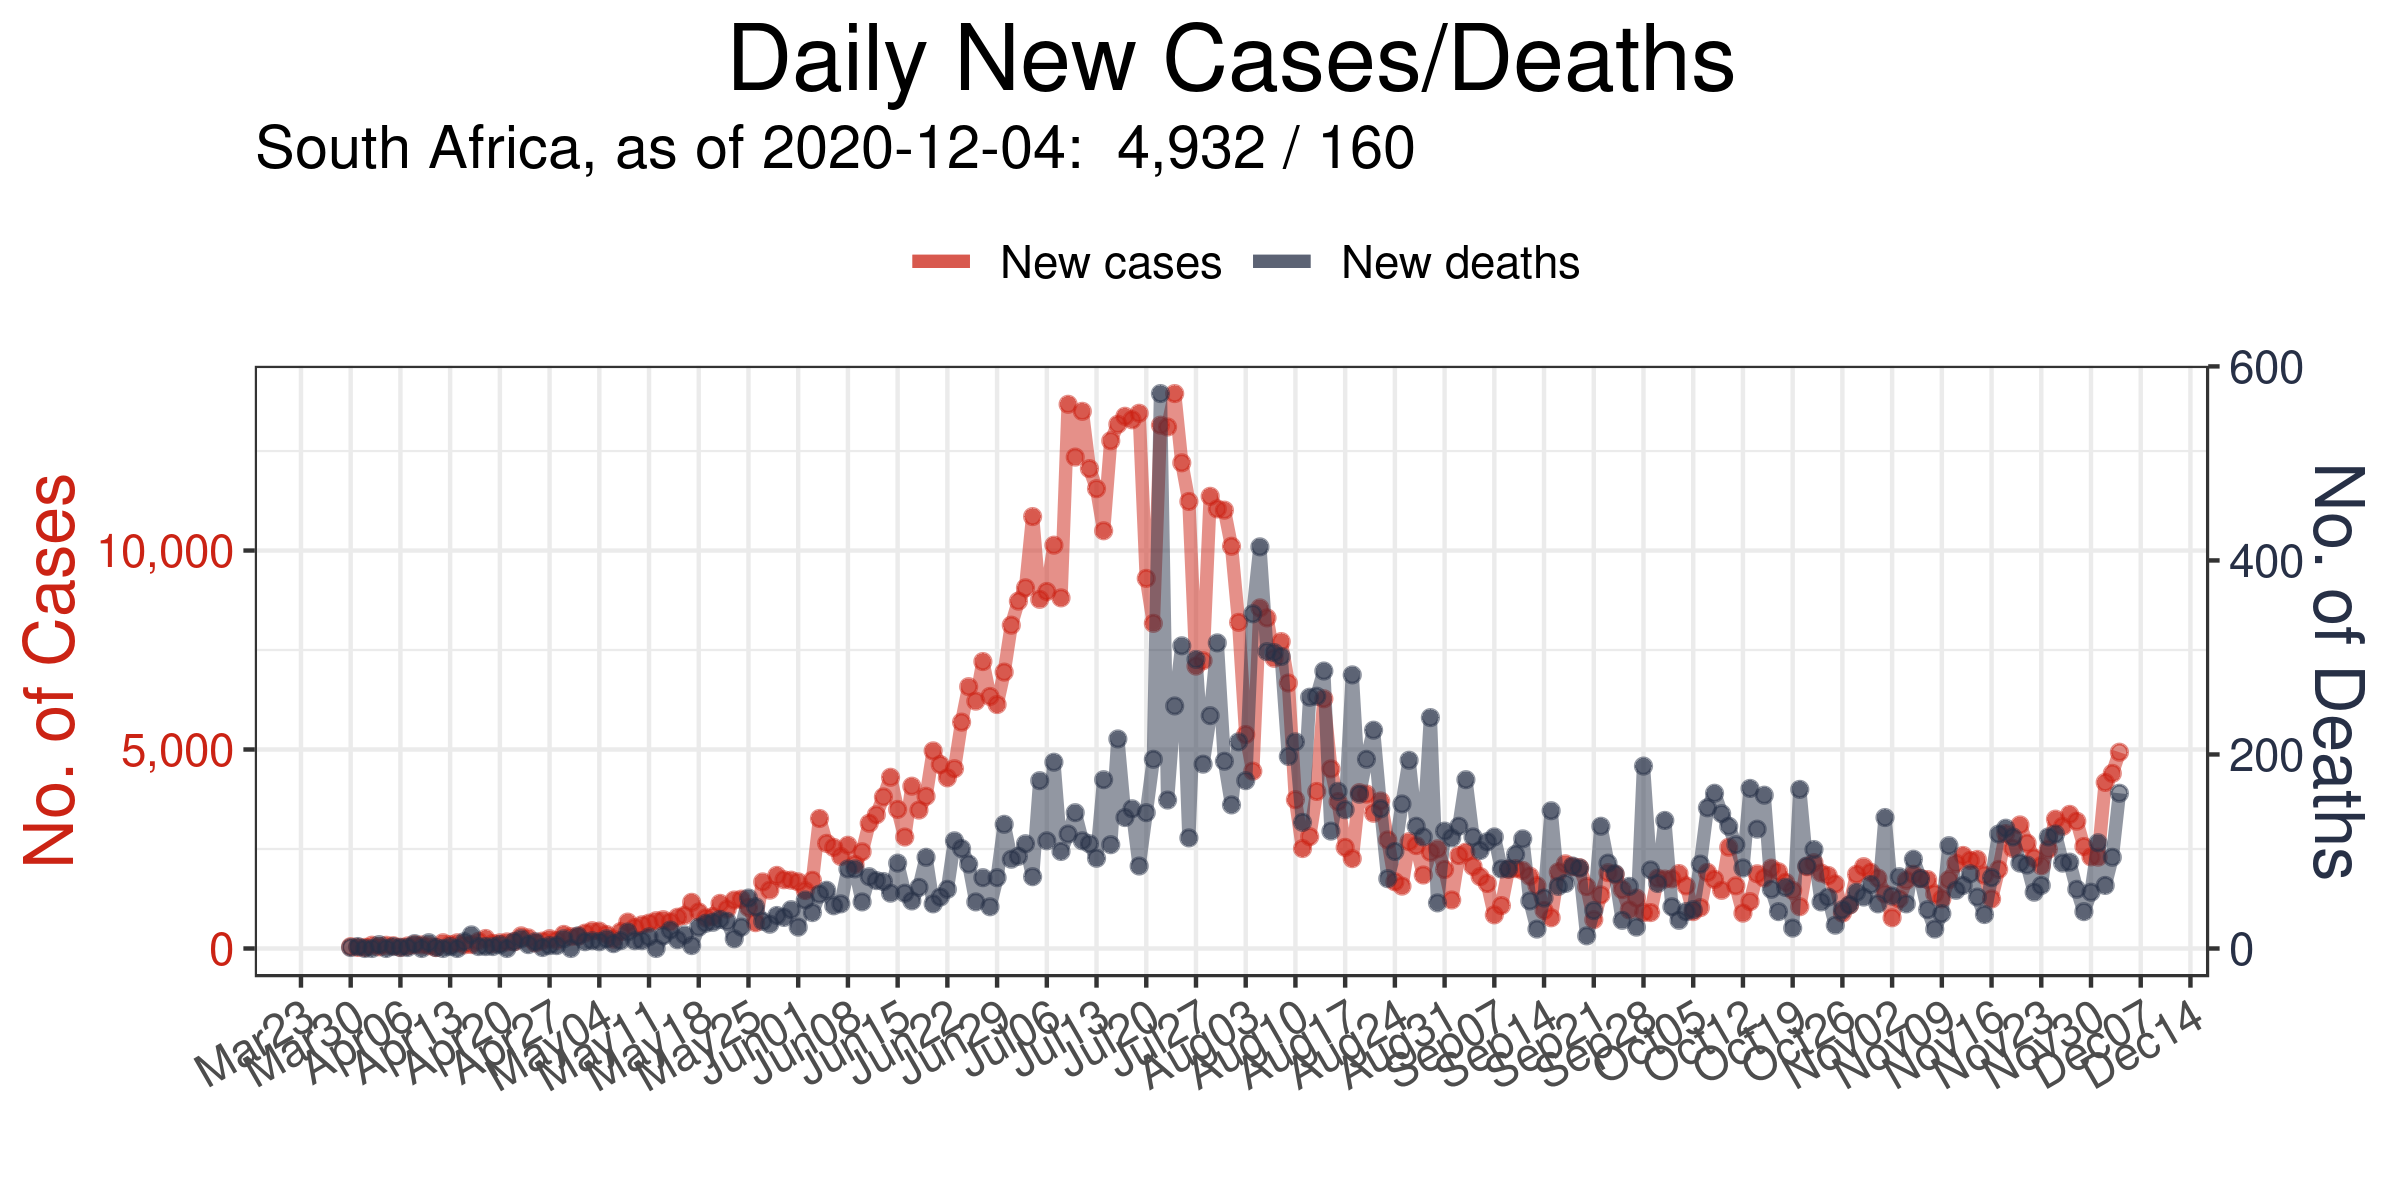 Daily New Cases/Deaths
South Africa, as of 2020-12-04:  4,932 / 160
New cases
New deaths
No. of Cases
10,000
5,000
0
600
400
200
0
No. of Deaths
Mar23
Mar30
Apr06
Apr13
Apr20
Apr27
May04
May11
May18
May25
Jun01
Jun08
Jun15
Jun22
Jun29
Jul06
Jul13
Jul20
Jul27
Aug03
Aug10
Aug17
Aug24
Aug31
Sep07
Sep14
Sep21
Sep28
Oct05
Oct12
Oct19
Oct26
Nov02
Nov09
Nov16
Nov23
Nov30
Dec07
Dec14